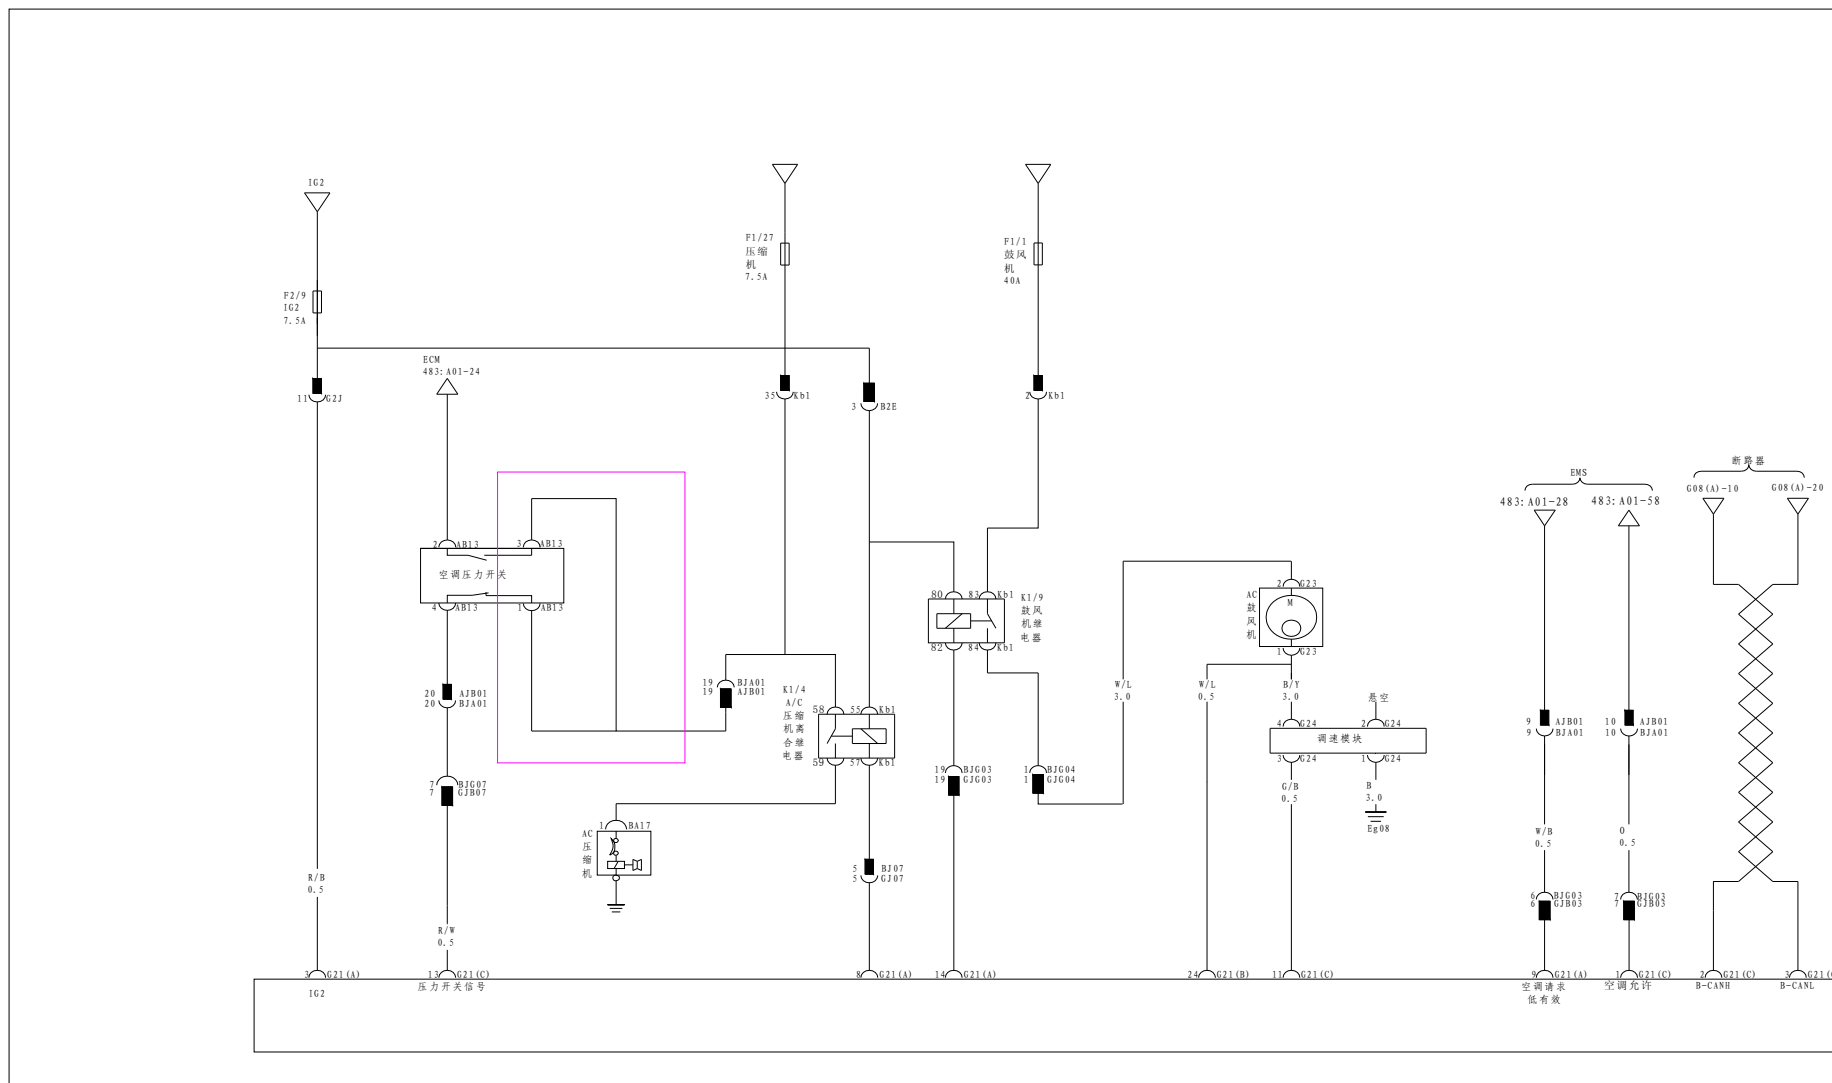 IG2
F1/27
压缩
机
7.5A
F1/1
鼓风
机
40A
F2/9
IG2
7.5A
ECM
483:A01-24
11 G2J
35 Kb1
3 B2E
2 Kb1
断路器
EMS
G08(A)-10
G08(A)-20
483:A01-28
483:A01-58
2 AB13
3 AB13
空调压力开关
4 AB13
1 AB13
80
83 Kb1
K1/9
鼓风
机继
电器
82
84 Kb1
2 G23
AC
鼓
风
机
M
1 G23
W/L
3.0
W/L
0.5
B/Y
3.0
悬空
20 AJB01
20 BJA01
19 BJA01
19 AJB01
K1/4
A/C
压缩
机离
合继
电器
58
55 Kb1
59
57 Kb1
4 G24
2 G24
调速模块
3 G24
1 G24
9 AJB01
9 BJA01
10 AJB01
10 BJA01
7 BJG07
7 GJB07
19 BJG03
19 GJG03
1 BJG04
1 GJG04
G/B
0.5
B
3.0
Eg08
1 BA17
AC
压
缩
机
W/B
0.5
O
0.5
5 BJ07
5 GJ07
R/B
0.5
6 BJG03
6 GJB03
7 BJG03
7 GJB03
R/W
0.5
3 G21(A)
13 G21(C)
8 G21(A)
14 G21(A)
24 G21(B)
11 G21(C)
9 G21(A)
1 G21(C)
2 G21(C)
3 G21(
IG2
压力开关信号
空调请求
低有效
空调允许
B-CANH
B-CANL